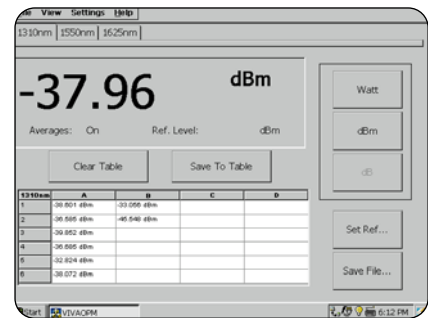 View Settings Help
1310nm 1550nm 1625nm
-37.96 dBm
Averages: On Ref. Level: dBm
Watt
dBm
dB
Clear Table Save To Table
1310nm A B C D
1 -38.601 dBm -33.056 dBm
2 -36.585 dBm -46.548 dBm
3 -39.852 dBm
4 -36.685 dBm
5 -32.824 dBm
6 -38.072 dBm
Set Ref...
Save File...
Start VIVAOPM 6:12 PM